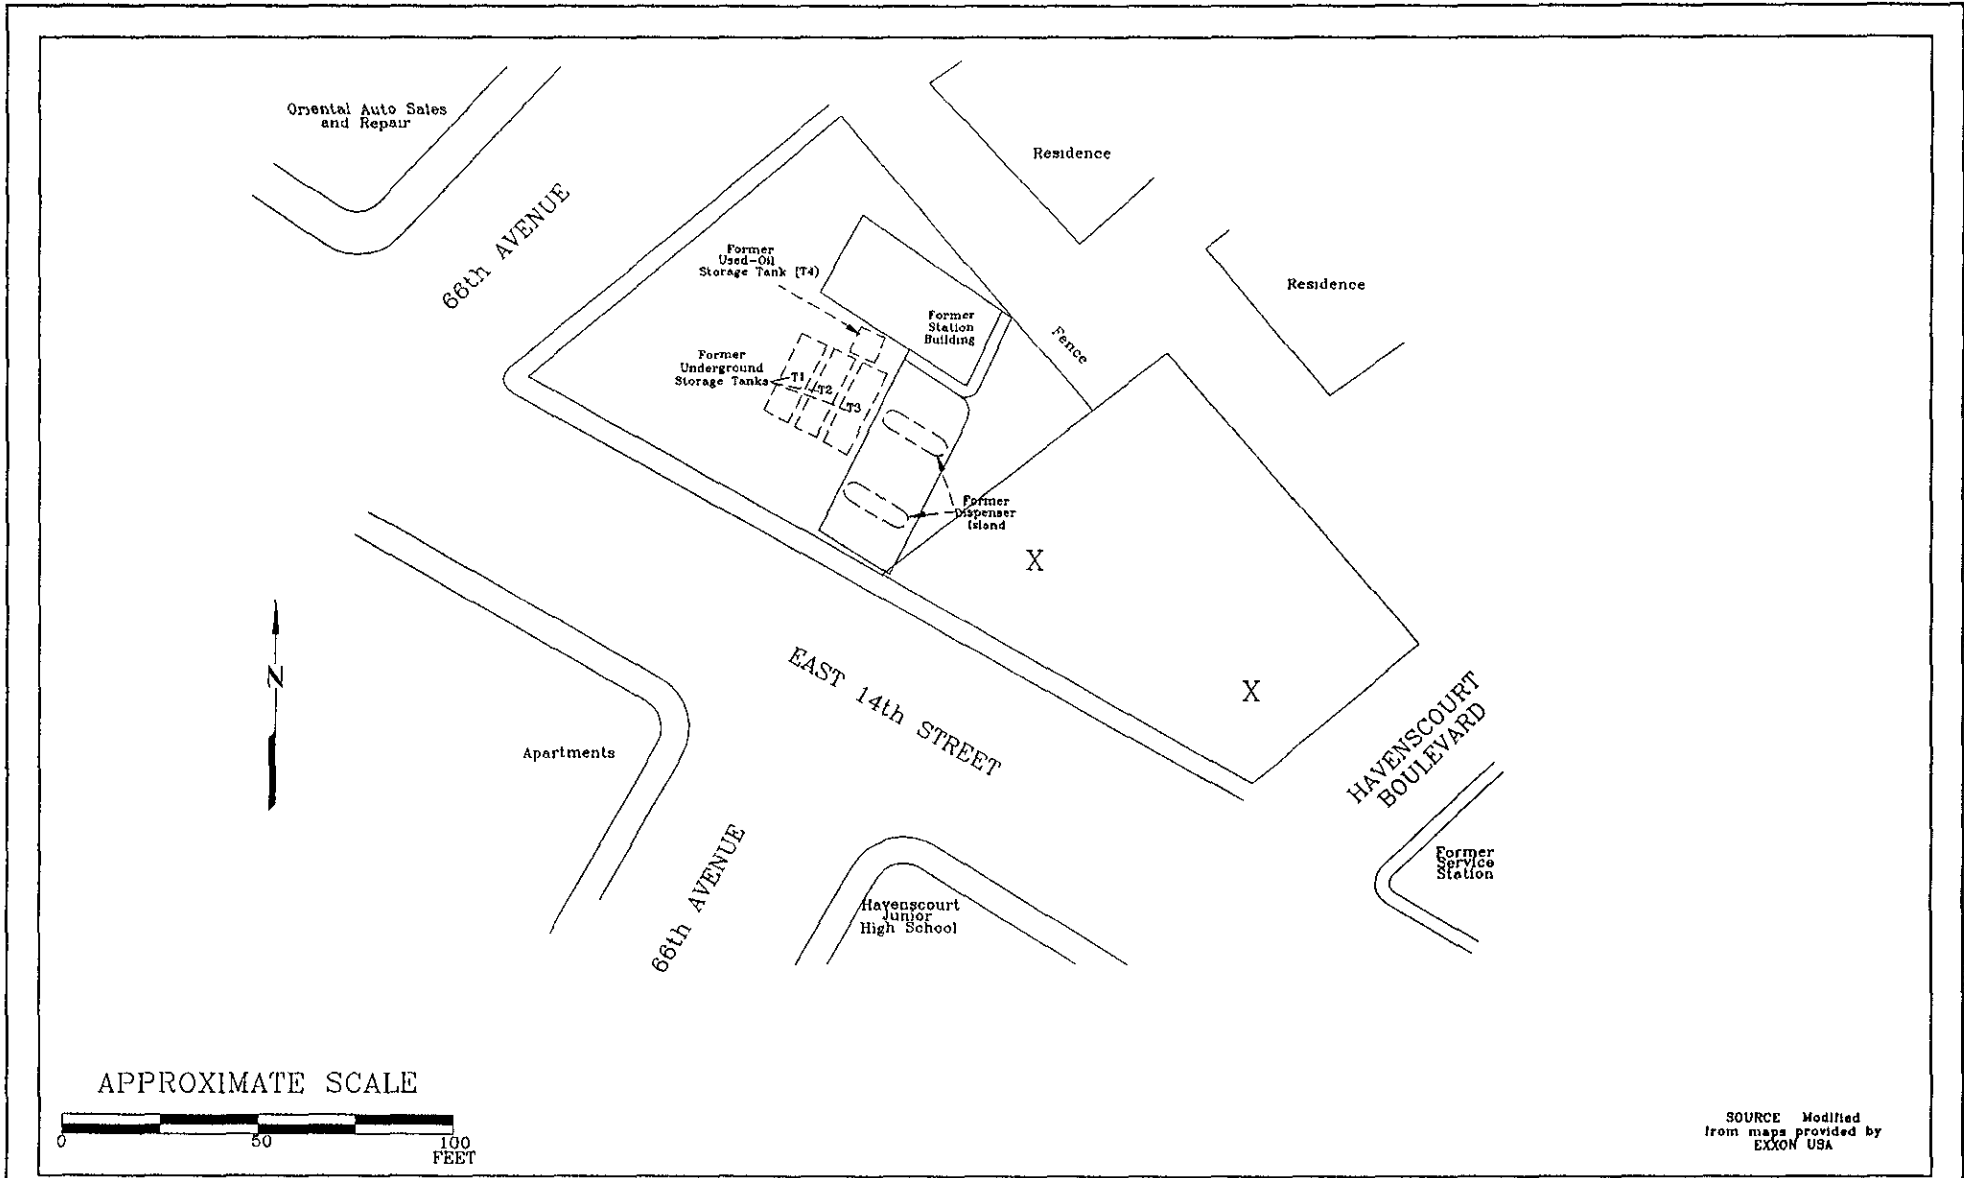 Oriental Auto Sales
and Repair
Residence
66th AVENUE
Former
Used-Oil
Storage Tank (T4)
Residence
Former
Station
Building
Fence
Former
Underground
Storage Tanks
T1
T2
T3
Former
Dispenser
Island
X
N
EAST 14th STREET
X
HAVENSCOURT
BOULEVARD
Apartments
66th AVENUE
Former
Service
Station
Havenscourt
Junior
High School
APPROXIMATE SCALE
0 50 100
FEET
SOURCE Modified
from maps provided by
EXXON USA